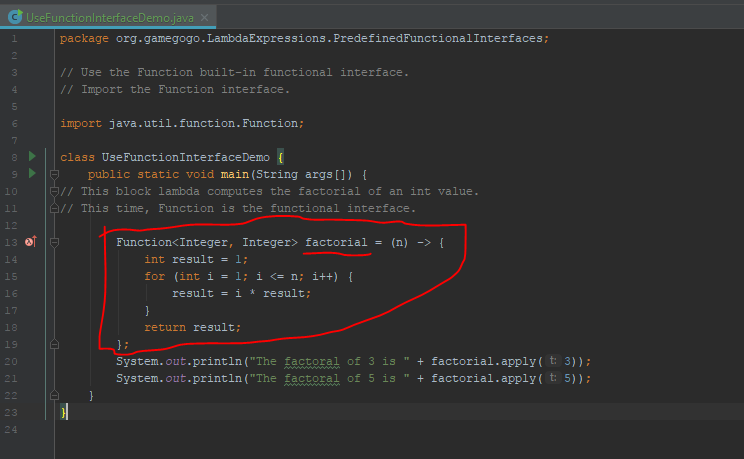 UseFunctionInterfaceDemo.java
1 package org.gamegogo.LambdaExpressions.PredefinedFunctionalInterfaces;
2
3 // Use the Function built-in functional interface.
4 // Import the Function interface.
5
6 import java.util.function.Function;
7
8 class UseFunctionInterfaceDemo {
9 public static void main(String args[]) {
10 // This block lambda computes the factorial of an int value.
11 // This time, Function is the functional interface.
12
13 Function<Integer, Integer> factorial = (n) -> {
14 int result = 1;
15 for (int i = 1; i <= n; i++) {
16 result = i * result;
17 }
18 return result;
19 };
20 System.out.println("The factoral of 3 is " + factorial.apply( t: 3));
21 System.out.println("The factoral of 5 is " + factorial.apply( t: 5));
22 }
23 }
24